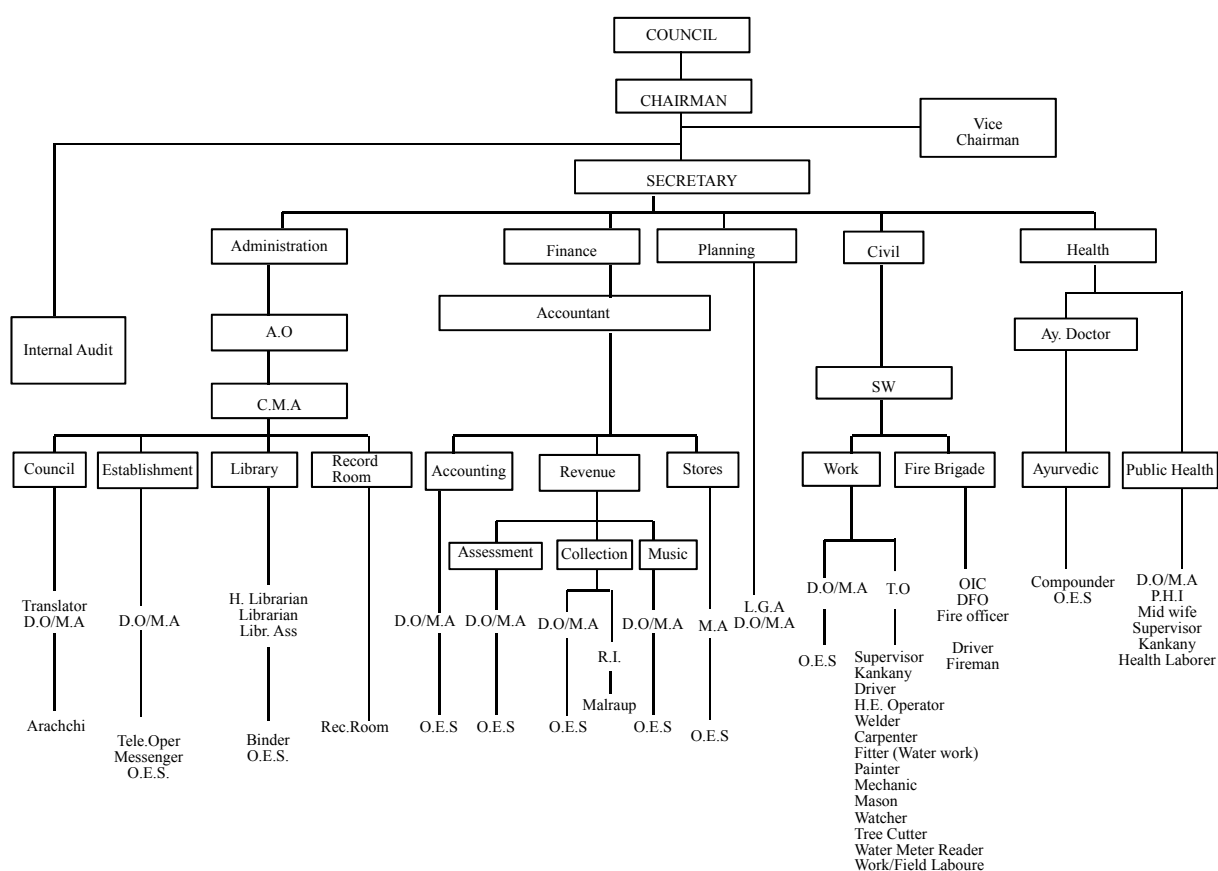 COUNCIL
CHAIRMAN
Vice
Chairman
SECRETARY
Administration
Finance
Planning
Civil
Health
Internal Audit
A.O
Accountant
Ay. Doctor
C.M.A
SW
Council
Establishment
Library
Record
Room
Accounting
Revenue
Stores
Work
Fire Brigade
Ayurvedic
Public Health
Assessment
Collection
Music
Translator
D.O/M.A
D.O/M.A
H. Librarian
Librarian
Libr. Ass
D.O/M.A
D.O/M.A
D.O/M.A
R.I.
D.O/M.A
M.A
L.G.A
D.O/M.A
D.O/M.A
T.O
OIC
DFO
Fire officer
Driver
Fireman
Compounder
O.E.S
D.O/M.A
P.H.I
Mid wife
Supervisor
Kankany
Health Laborer
Arachchi
Tele.Oper
Messenger
O.E.S.
Binder
O.E.S.
Rec.Room
O.E.S
O.E.S
O.E.S
Malraup
O.E.S
O.E.S
O.E.S
Supervisor
Kankany
Driver
H.E. Operator
Welder
Carpenter
Fitter (Water work)
Painter
Mechanic
Mason
Watcher
Tree Cutter
Water Meter Reader
Work/Field Laboure